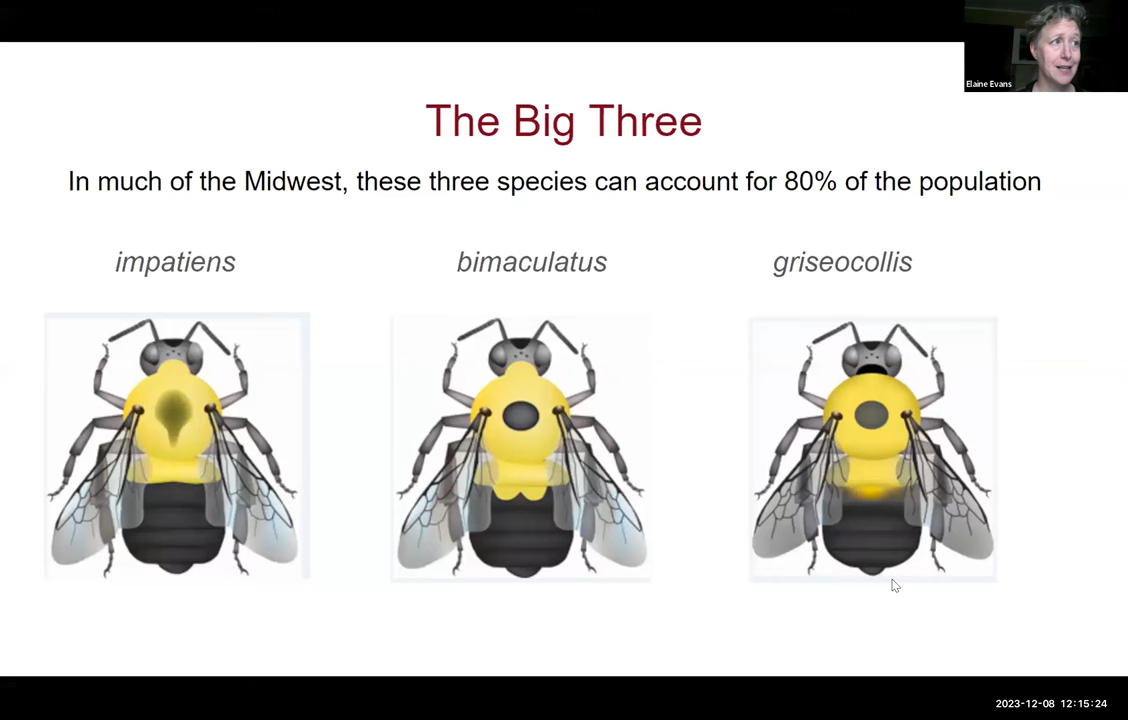 Elaine Evans
The Big Three
In much of the Midwest, these three species can account for 80% of the population
impatiens
bimaculatus
griseocollis
2023-12-08 12:15:24